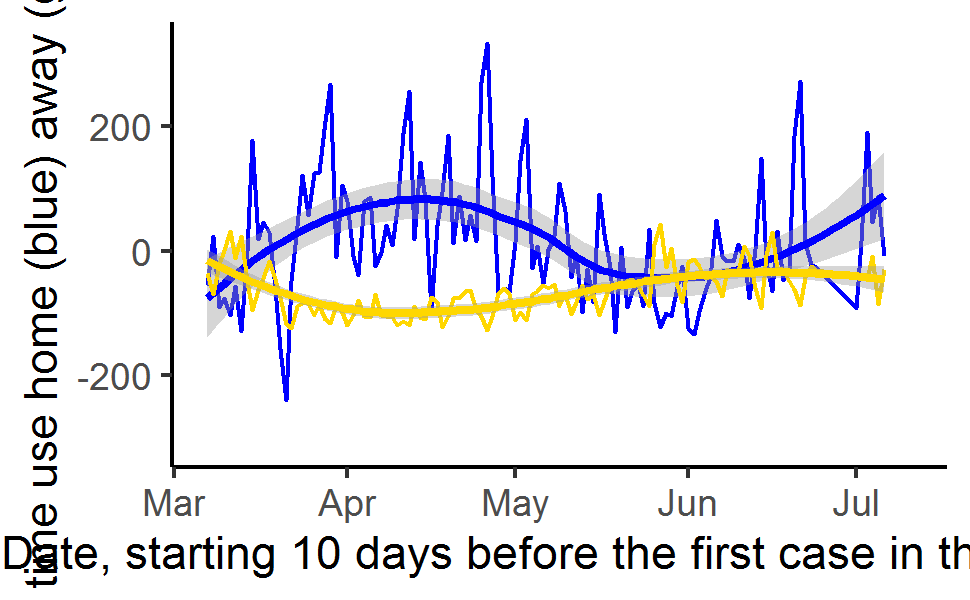 time use home (blue) away (
200
0
-200
Mar Apr May Jun Jul
Date, starting 10 days before the first case in th